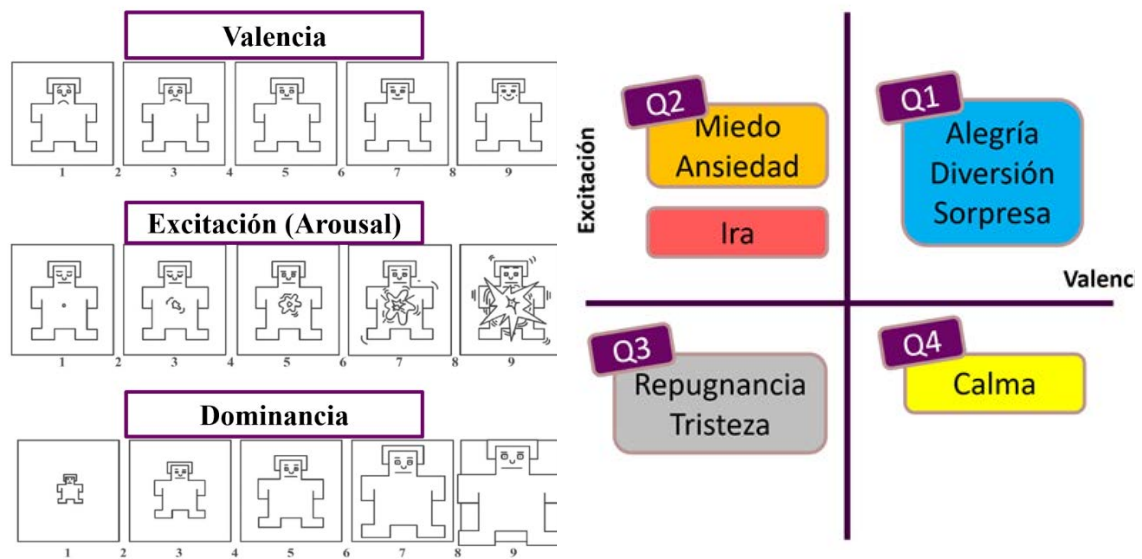 Valencia
1 2 3 4 5 6 7 8 9
Excitación (Arousal)
1 2 3 4 5 6 7 8 9
Dominancia
1 2 3 4 5 6 7 8 9
Excitación
Q2
Miedo
Ansiedad
Ira
Q1
Alegría
Diversión
Sorpresa
Valenci
Q3
Repugnancia
Tristeza
Q4
Calma